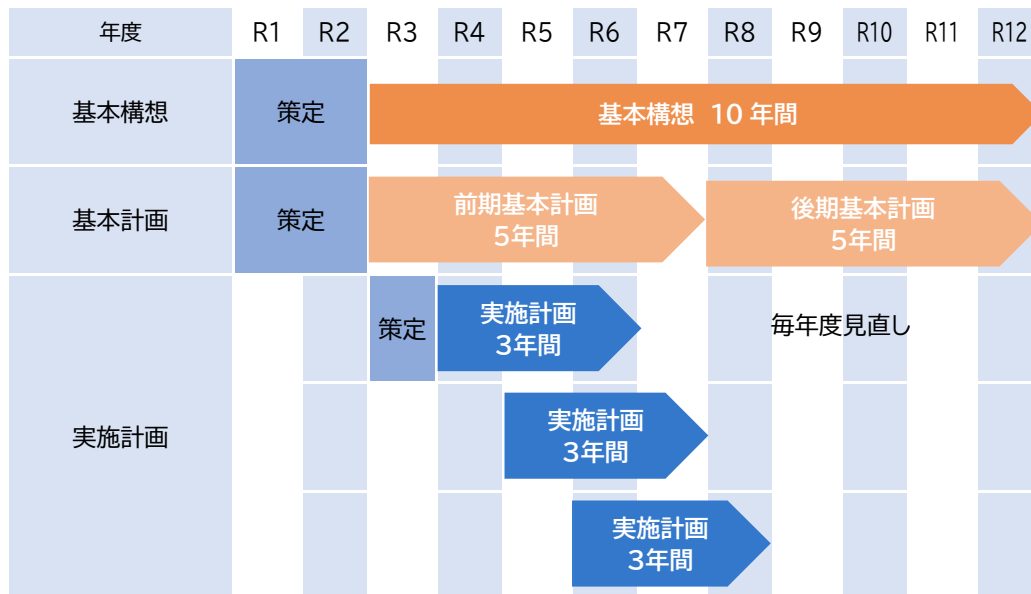 年度 R1 R2 R3 R4 R5 R6 R7 R8 R9 R10 R11 R12
基本構想 策定 基本構想 10年間
基本計画 策定 前期基本計画 後期基本計画
5年間 5年間
策定 実施計画 毎年度見直し
3年間
実施計画 実施計画
3年間
実施計画
3年間